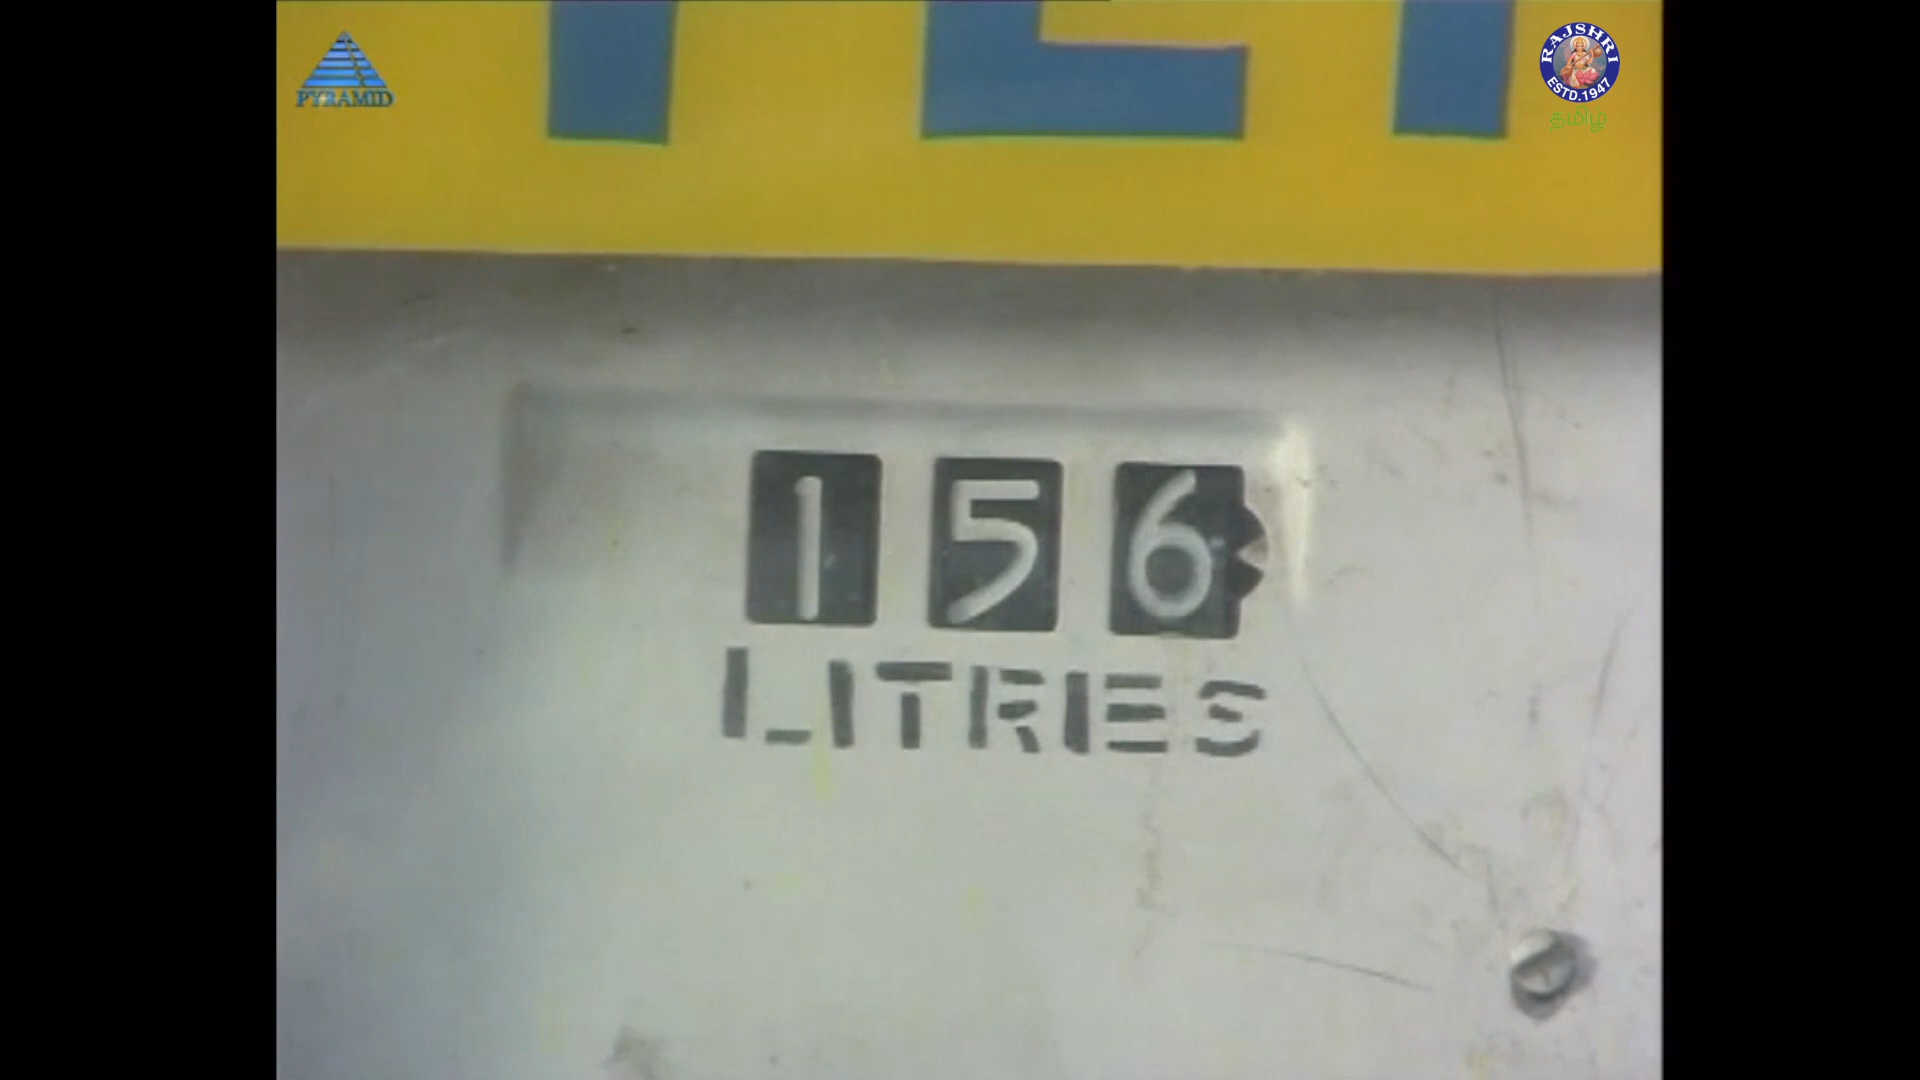 PYRAMID
RAJSHRI
ESTD.1947
தமிழ்
156
LITRES